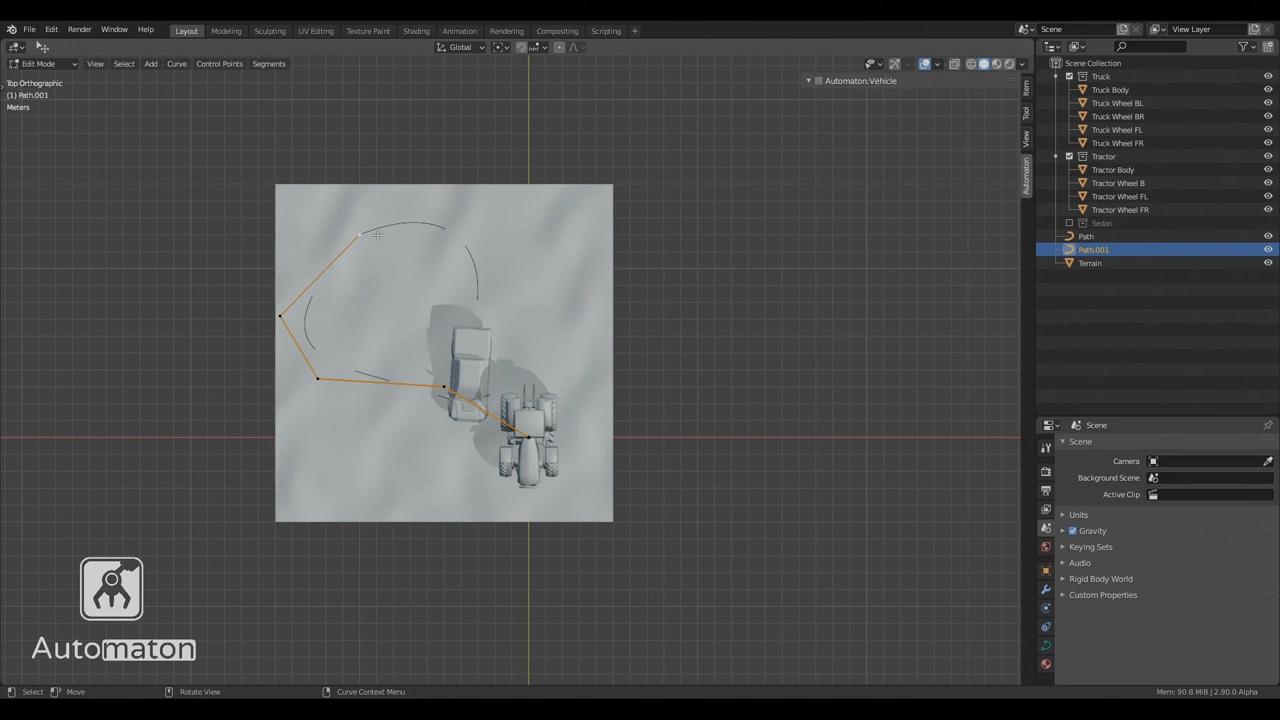 File Edit Render Window Help Layout Modeling Sculpting UV Editing Texture Paint Shading Animation Rendering Compositing Scripting + Scene View Layer
Global
Edit Mode View Select Add Curve Control Points Segments
Top Orthographic
(1) Path.001
Meters
Automaton:Vehicle
Item
Tool
View
Automaton
Scene Collection
Truck
Truck Body
Truck Wheel BL
Truck Wheel BR
Truck Wheel FL
Truck Wheel FR
Tractor
Tractor Body
Tractor Wheel B
Tractor Wheel FL
Tractor Wheel FR
Sedan
Path
Path.001
Terrain
Scene
Scene
Camera
Background Scene
Active Clip
Units
Gravity
Keying Sets
Audio
Rigid Body World
Custom Properties
Automaton
Select Move Rotate View Curve Context Menu Mem: 90.8 MiB | 2.90.0 Alpha